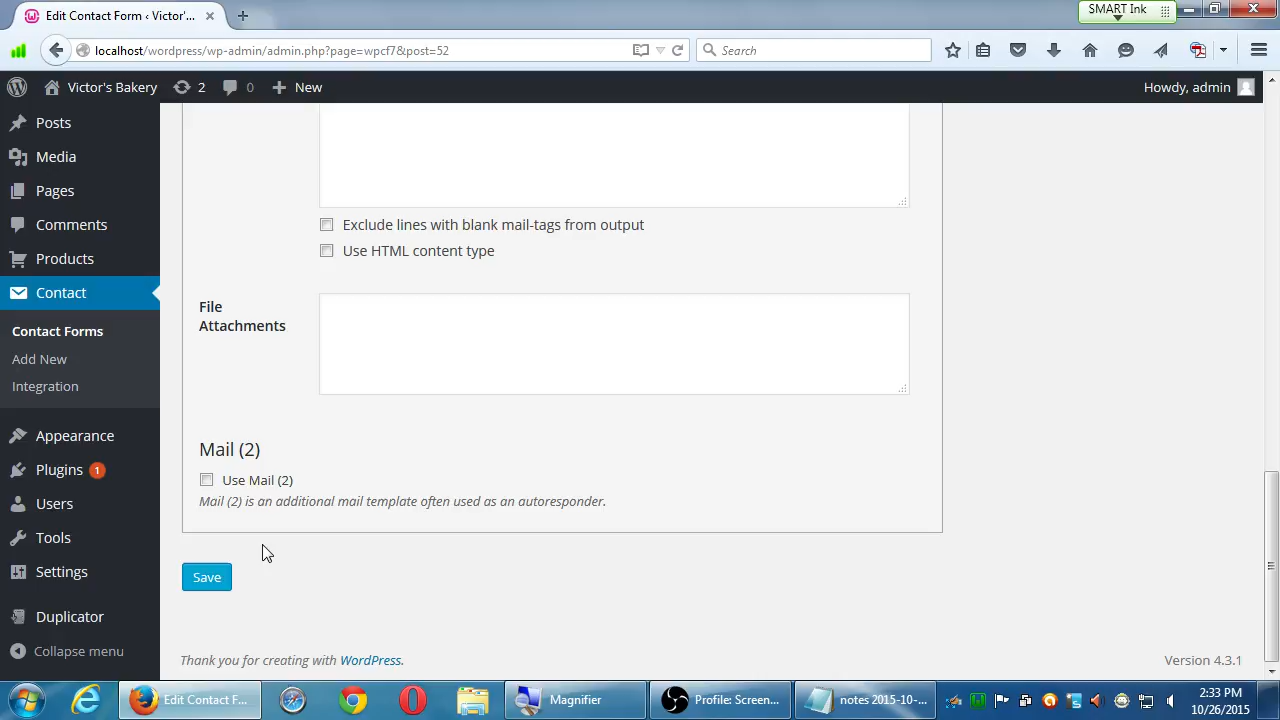 Edit Contact Form ‹ Victor's...
SMART Ink
localhost/wordpress/wp-admin/admin.php?page=wpcf7&post=52
Search
Victor's Bakery
2
0
New
Howdy, admin
Posts
Media
Pages
Comments
Products
Contact
Contact Forms
Add New
Integration
Appearance
Plugins 1
Users
Tools
Settings
Duplicator
Collapse menu
Exclude lines with blank mail-tags from output
Use HTML content type
File
Attachments
Mail (2)
Use Mail (2)
Mail (2) is an additional mail template often used as an autoresponder.
Save
Thank you for creating with WordPress.
Version 4.3.1
Edit Contact F...
Magnifier
Profile: Screen...
notes 2015-10-...
2:33 PM
10/26/2015